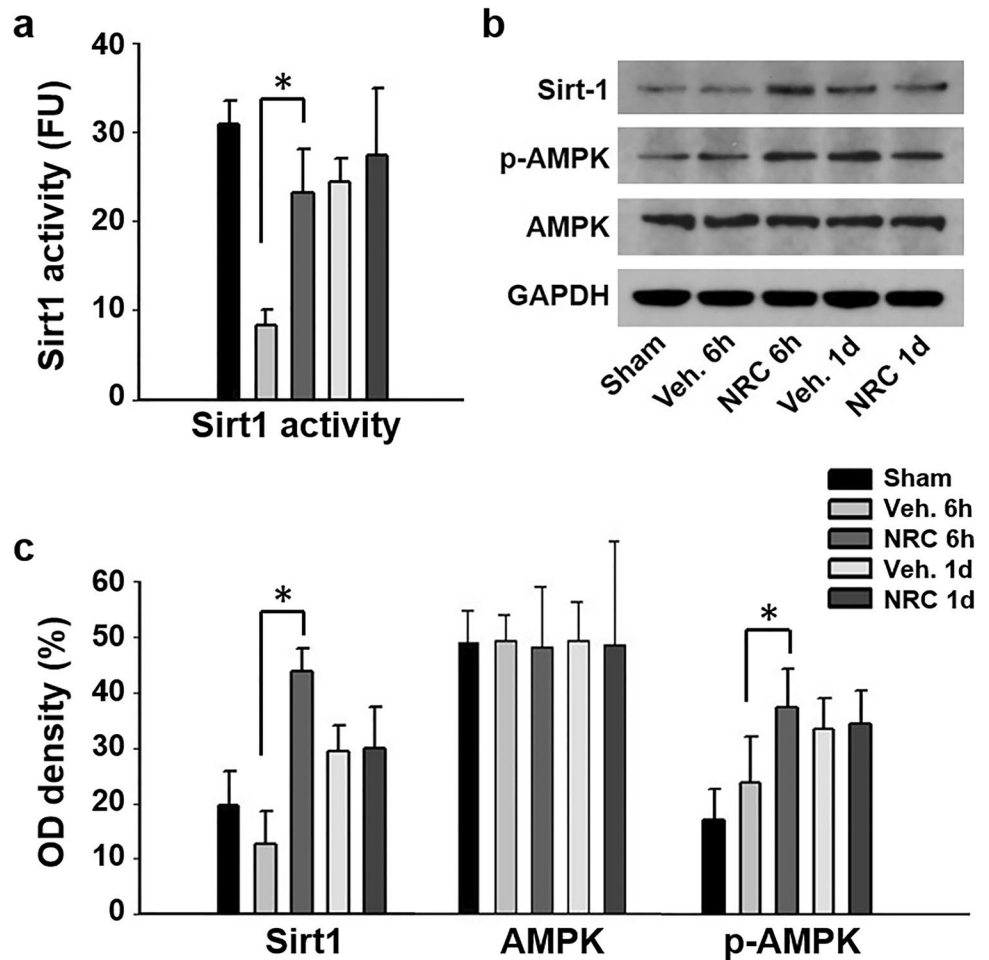 a
Sirt1 activity (FU)
40
30
20
10
0
*
Sirt1 activity
b
Sirt-1
p-AMPK
AMPK
GAPDH
Sham
Veh. 6h
NRC 6h
Veh. 1d
NRC 1d
Sham
Veh. 6h
NRC 6h
Veh. 1d
NRC 1d
c
OD density (%)
60
50
40
30
20
10
0
*
*
Sirt1
AMPK
p-AMPK